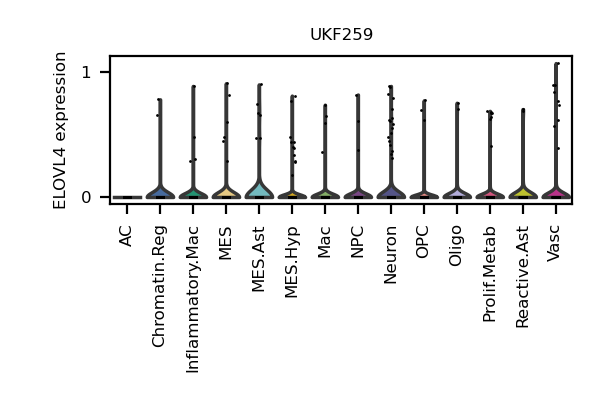 UKF259
ELOVL4 expression
1
0
AC
Chromatin.Reg
Inflammatory.Mac
MES
MES.Ast
MES.Hyp
Mac
NPC
Neuron
OPC
Oligo
Prolif.Metab
Reactive.Ast
Vasc